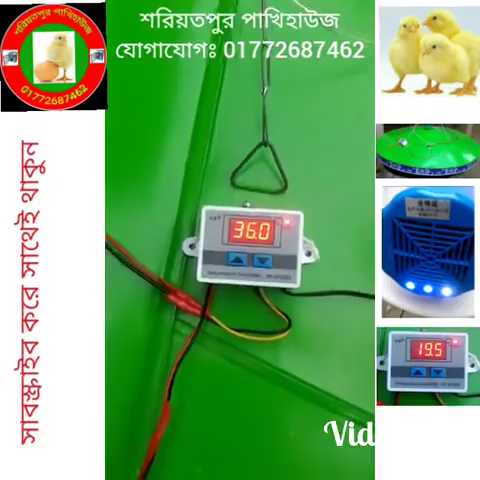 শরিয়তপুর পাখিহাউজ
যোগাযোগঃ 01772687462
শরিয়তপুর পাখিহাউজ
01772687462
সাবস্ক্রাইব করে সাথেই থাকুন
36.0
19.5
Vid